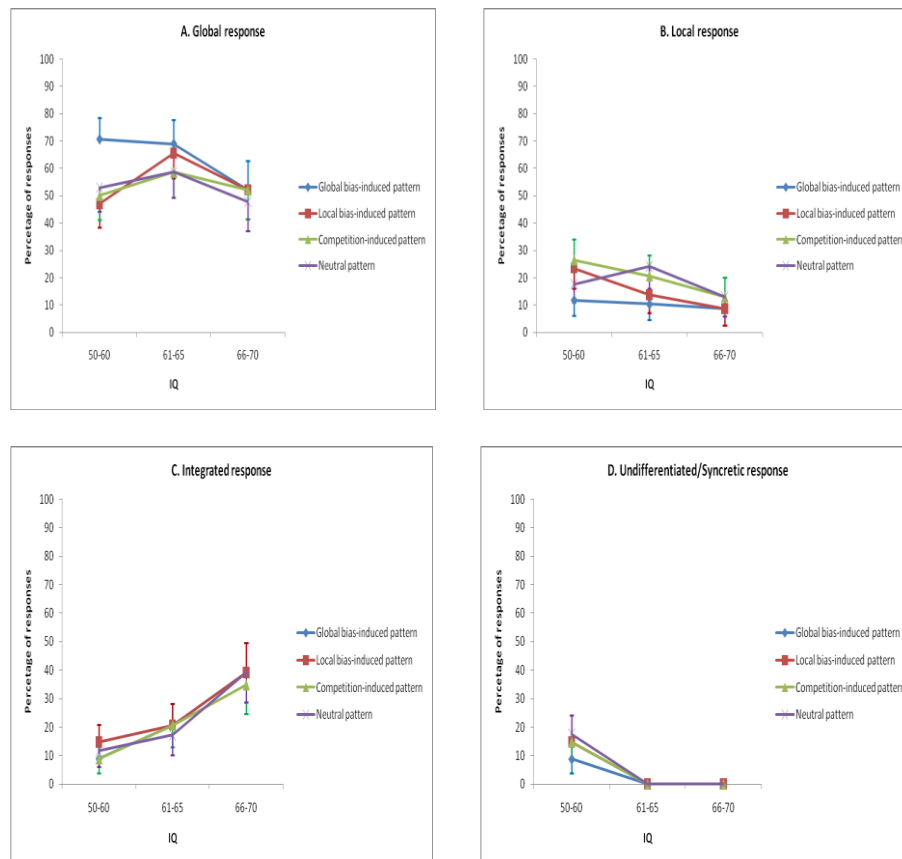 A. Global response
Percetage of responses
100
90
80
70
60
50
40
30
20
10
0
50-60
61-65
66-70
IQ
Global bias-induced pattern
Local bias-induced pattern
Competition-induced pattern
Neutral pattern
B. Local response
Percetage of responses
100
90
80
70
60
50
40
30
20
10
0
50-60
61-65
66-70
IQ
Global bias-induced pattern
Local bias-induced pattern
Competition-induced pattern
Neutral pattern
C. Integrated response
Percetage of responses
100
90
80
70
60
50
40
30
20
10
0
50-60
61-65
66-70
IQ
Global bias-induced pattern
Local bias-induced pattern
Competition-induced pattern
Neutral pattern
D. Undifferentiated/Syncretic response
Percetage of responses
100
90
80
70
60
50
40
30
20
10
0
50-60
61-65
66-70
IQ
Global bias-induced pattern
Local bias-induced pattern
Competition-induced pattern
Neutral pattern